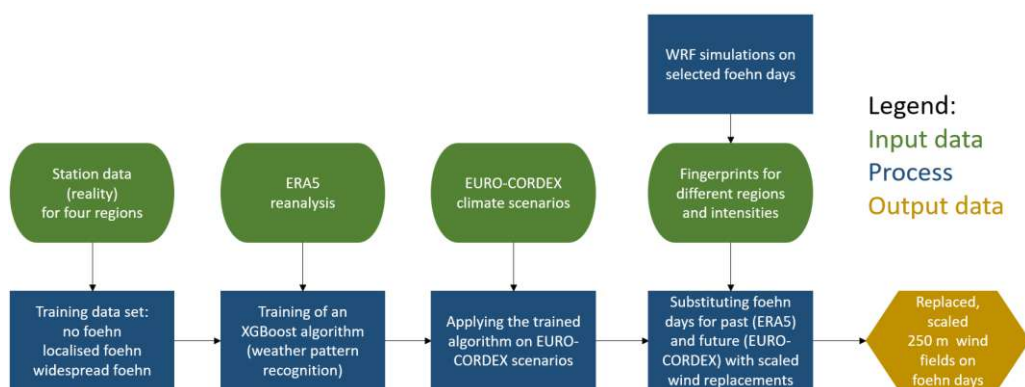 WRF simulations on
selected foehn days
Legend:
Input data
Process
Output data
Station data
(reality)
for four regions
ERA5
reanalysis
EURO-CORDEX
climate scenarios
Fingerprints for
different regions
and intensities
Training data set:
no foehn
localised foehn
widespread foehn
Training of an
XGBoost algorithm
(weather pattern
recognition)
Applying the trained
algorithm on EURO-
CORDEX scenarios
Substituting foehn
days for past (ERA5)
and future (EURO-
CORDEX) with scaled
wind replacements
Replaced,
scaled
250 m wind
fields on
foehn days